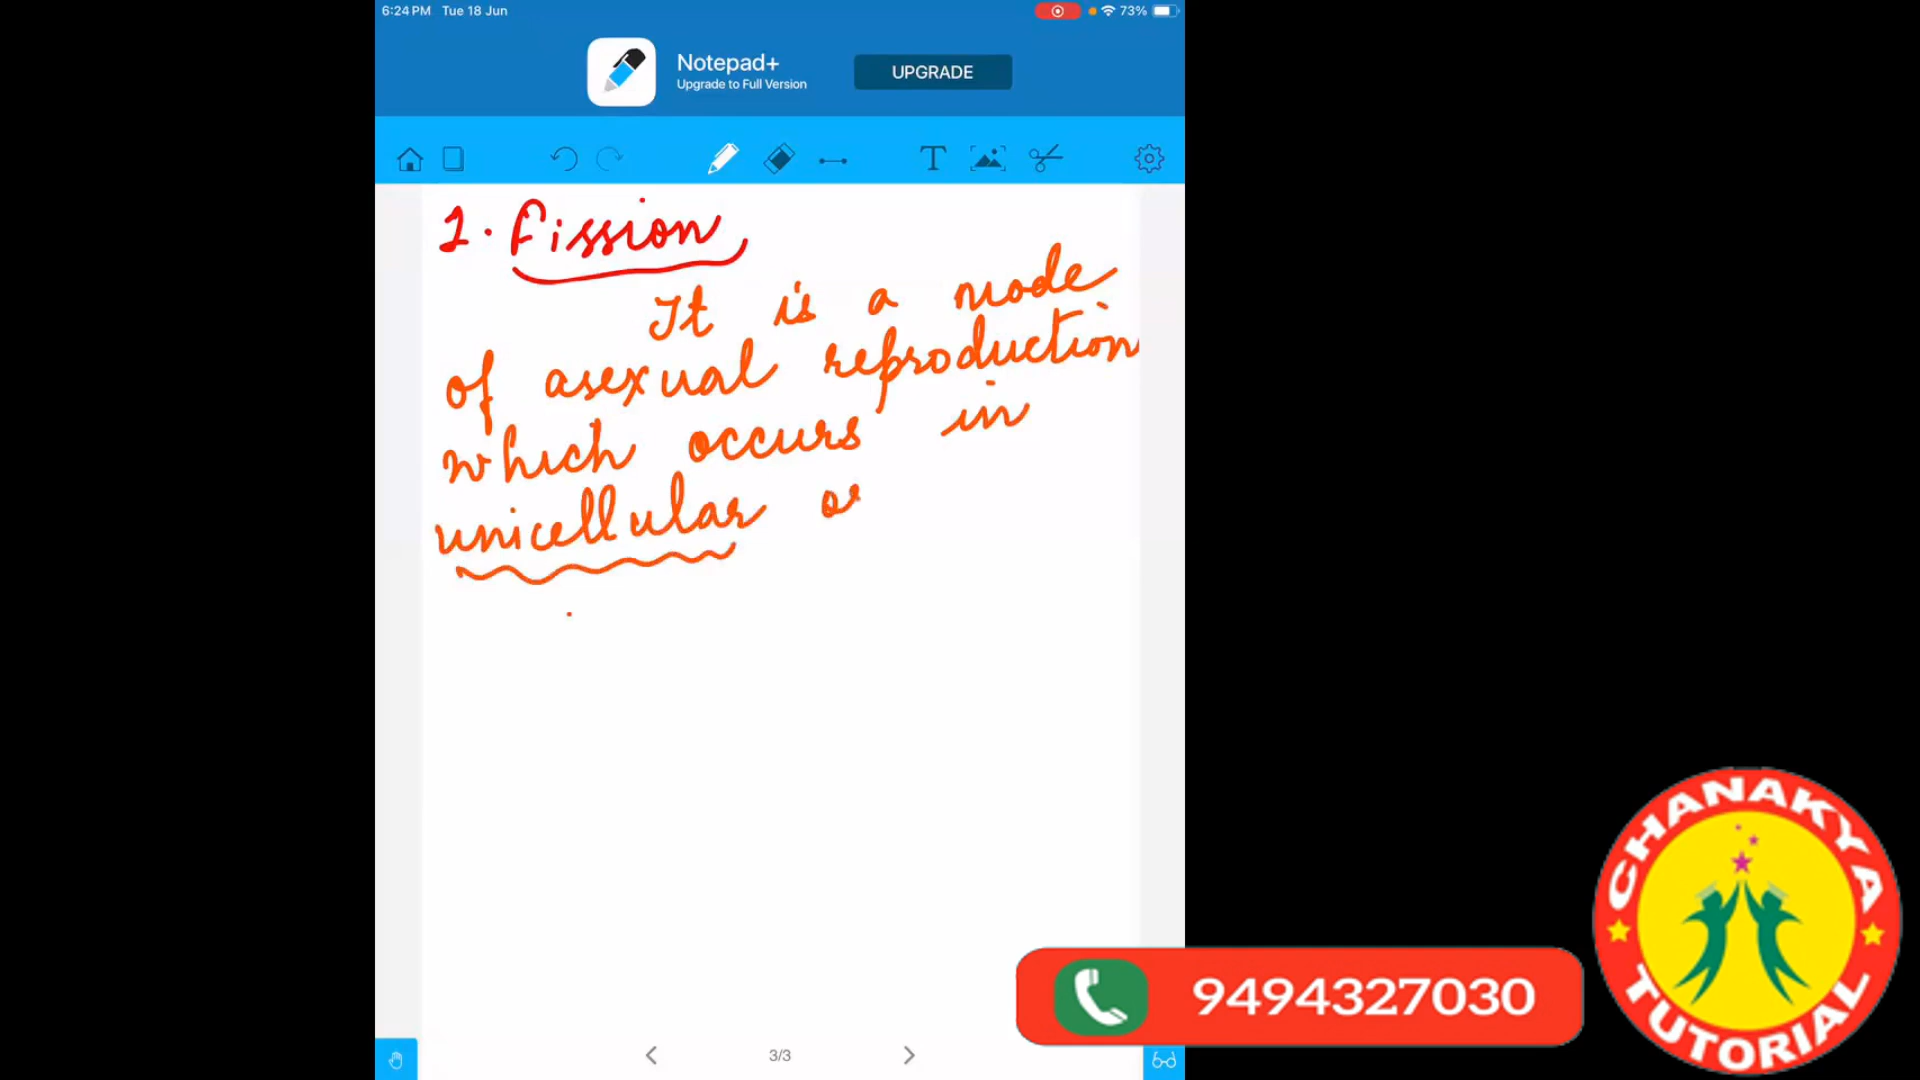 6:24 PM Tue 18 Jun
73%
Notepad+
Upgrade to Full Version
UPGRADE
T
1. Fission
It is a mode
of asexual reproduction
which occurs in
unicellular or
3/3
9494327030
CHANAKYA
TUTORIAL